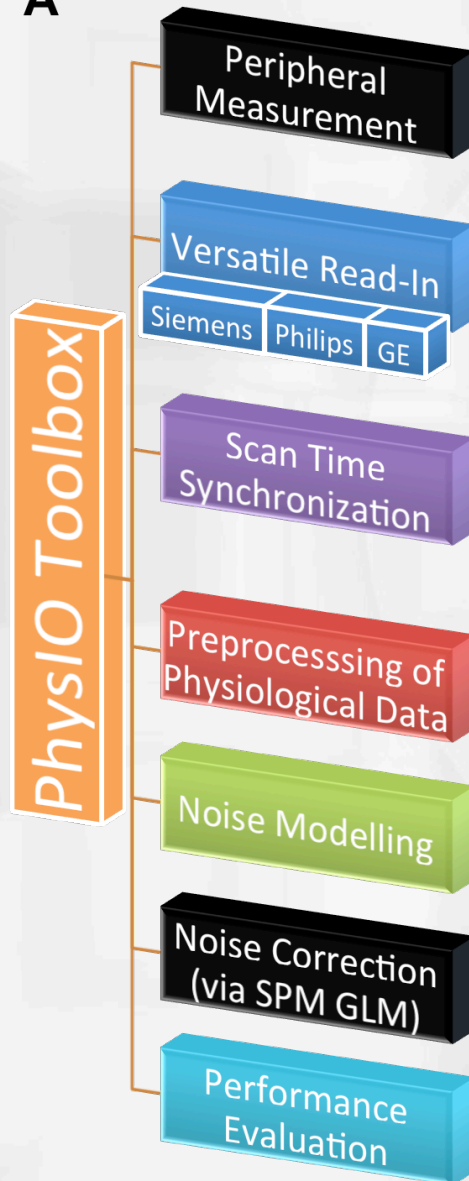 A
PhysIO Toolbox
Peripheral
Measurement
Versatile Read-In
Siemens Philips GE
Scan Time
Synchronization
Preprocesssing of
Physiological Data
Noise Modelling
Noise Correction
(via SPM GLM)
Performance
Evaluation